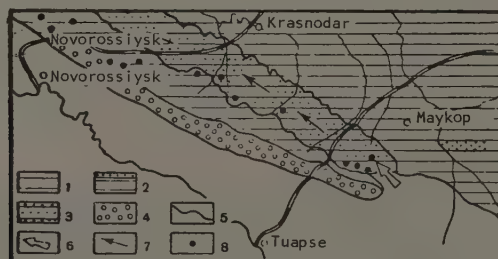 Krasnodar
Novorossiysk
Novorossiysk
Maykop
1 2
3 4 5
6 7 8
Tuapse